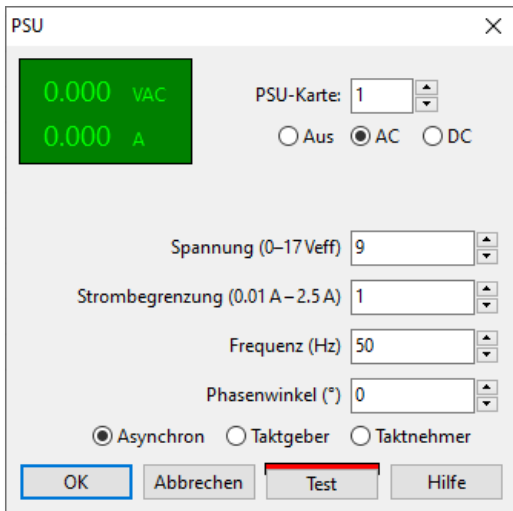 PSU
0.000 VAC
0.000 A
PSU-Karte: 1
Aus AC DC
Spannung (0–17 Veff) 9
Strombegrenzung (0.01 A – 2.5 A) 1
Frequenz (Hz) 50
Phasenwinkel (°) 0
Asynchron Taktgeber Taktnehmer
OK Abbrechen Test Hilfe